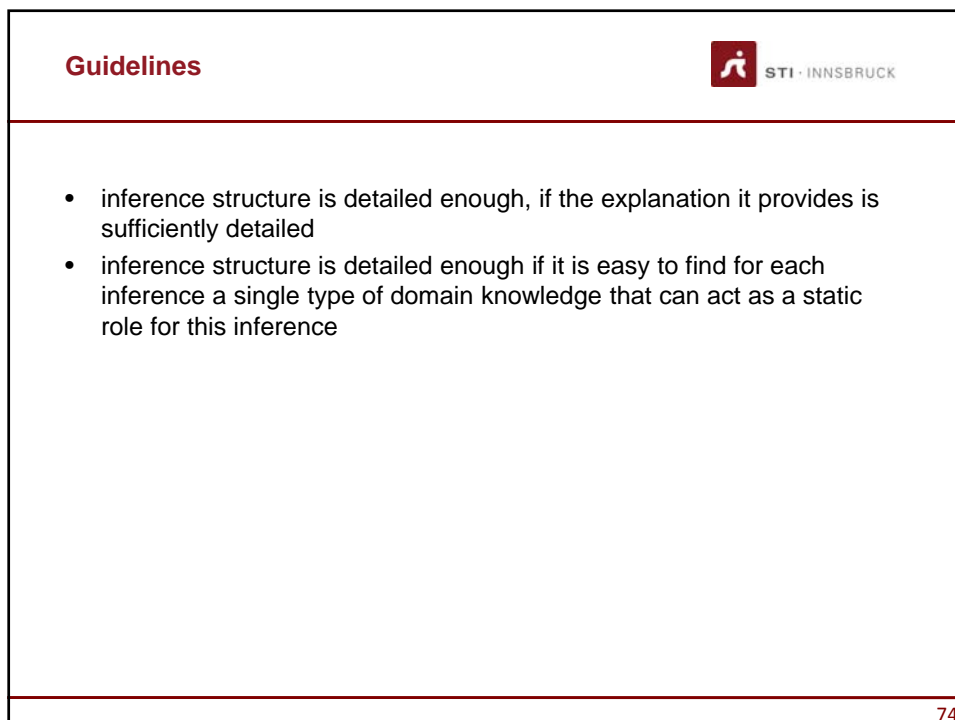 Guidelines
STI · INNSBRUCK
• inference structure is detailed enough, if the explanation it provides is
sufficiently detailed
• inference structure is detailed enough if it is easy to find for each
inference a single type of domain knowledge that can act as a static
role for this inference
74